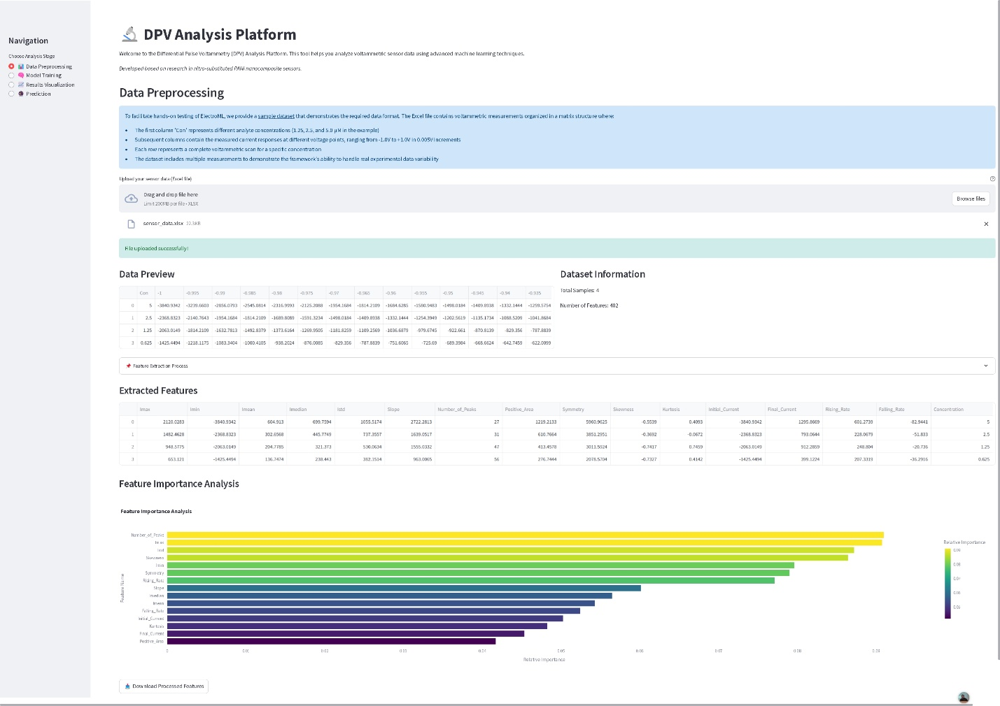 Navigation
Choose Analysis Stage
Data Preprocessing
Model Training
Results Visualization
Prediction
DPV Analysis Platform
Welcome to the Differential Pulse Voltammetry (DPV) Analysis Platform. This tool helps you analyze voltammetric sensor data using advanced machine learning techniques.
Developed based on research in nitro-substituted PANI nanocomposite sensors.
Data Preprocessing
To facilitate hands-on testing of ElectroML, we provide a sample dataset that demonstrates the required data format. The Excel file contains voltammetric measurements organized in a matrix structure where:
• The first column 'Con' represents different analyte concentrations (1.25, 2.5, and 5.0 μM in the example)
• Subsequent columns contain the measured current responses at different voltage points, ranging from -1.0V to +1.0V in 0.005V increments
• Each row represents a complete voltammetric scan for a specific concentration
• The dataset includes multiple measurements to demonstrate the framework's ability to handle real experimental data variability
Upload your sensor data (Excel file)
Drag and drop file here
Limit 200MB per file • XLSX
Browse files
sensor_data.xlsx 22.3KB
File uploaded successfully!
Data Preview
Con -1 -0.995 -0.99 -0.985 -0.98 -0.975 -0.97 -0.965 -0.96 -0.955 -0.95 -0.945 -0.94 -0.935
0 5 -3840.9342 -3239.6603 -2856.0793 -2545.0814 -2316.9993 -2125.2088 -1954.1684 -1814.2109 -1684.6285 -1580.9483 -1498.0184 -1409.8938 -1332.1444 -1259.5754
1 2.5 -2368.8323 -2140.7643 -1954.1684 -1814.2109 -1689.8089 -1591.3234 -1498.0184 -1409.8938 -1332.1444 -1254.3949 -1202.5619 -1135.1734 -1088.5209 -1041.8684
2 1.25 -2063.0149 -1814.2109 -1632.7813 -1492.8379 -1373.6164 -1269.9505 -1181.8259 -1109.2569 -1036.6879 -979.6745 -922.661 -870.8139 -829.356 -787.8839
3 0.625 -1425.4494 -1218.1175 -1083.3404 -1000.4105 -938.2024 -876.0085 -829.356 -787.8839 -751.6065 -725.69 -689.3984 -668.6624 -642.7459 -622.0099
Dataset Information
Total Samples: 4
Number of Features: 402
Feature Extraction Process
Extracted Features
Imax Imin Imean Imedian Istd Slope Number_of_Peaks Positive_Area Symmetry Skewness Kurtosis Initial_Current Final_Current Rising_Rate Falling_Rate Concentration
0 2120.0283 -3840.9342 604.913 699.7594 1055.5174 2722.2813 27 1219.2133 5960.9625 -0.5539 0.4093 -3840.9342 1295.8669 601.2739 -82.9441 5
1 1482.4628 -2368.8323 302.6568 445.7749 737.3557 1639.0517 31 610.7664 3851.2951 -0.3692 -0.0672 -2368.8323 793.0644 228.0679 -51.833 2.5
2 948.5775 -2063.0149 204.7785 321.373 530.0634 1555.0332 47 413.4578 3011.5924 -0.7417 0.7459 -2063.0149 912.2859 248.804 -20.736 1.25
3 653.121 -1425.4494 136.7474 238.443 382.1514 963.0065 56 276.7444 2078.5704 -0.7327 0.4142 -1425.4494 399.1224 207.3319 -36.2916 0.625
Feature Importance Analysis
Feature Importance Analysis
Number_of_Peaks
Imax
Istd
Skewness
Imin
Symmetry
Rising_Rate
Slope
Imedian
Imean
Falling_Rate
Initial_Current
Kurtosis
Final_Current
Positive_Area
Feature Name
0 0.01 0.02 0.03 0.04 0.05 0.06 0.07 0.08 0.09
Relative Importance
Relative Importance
0.09
0.08
0.07
0.06
0.05
Download Processed Features